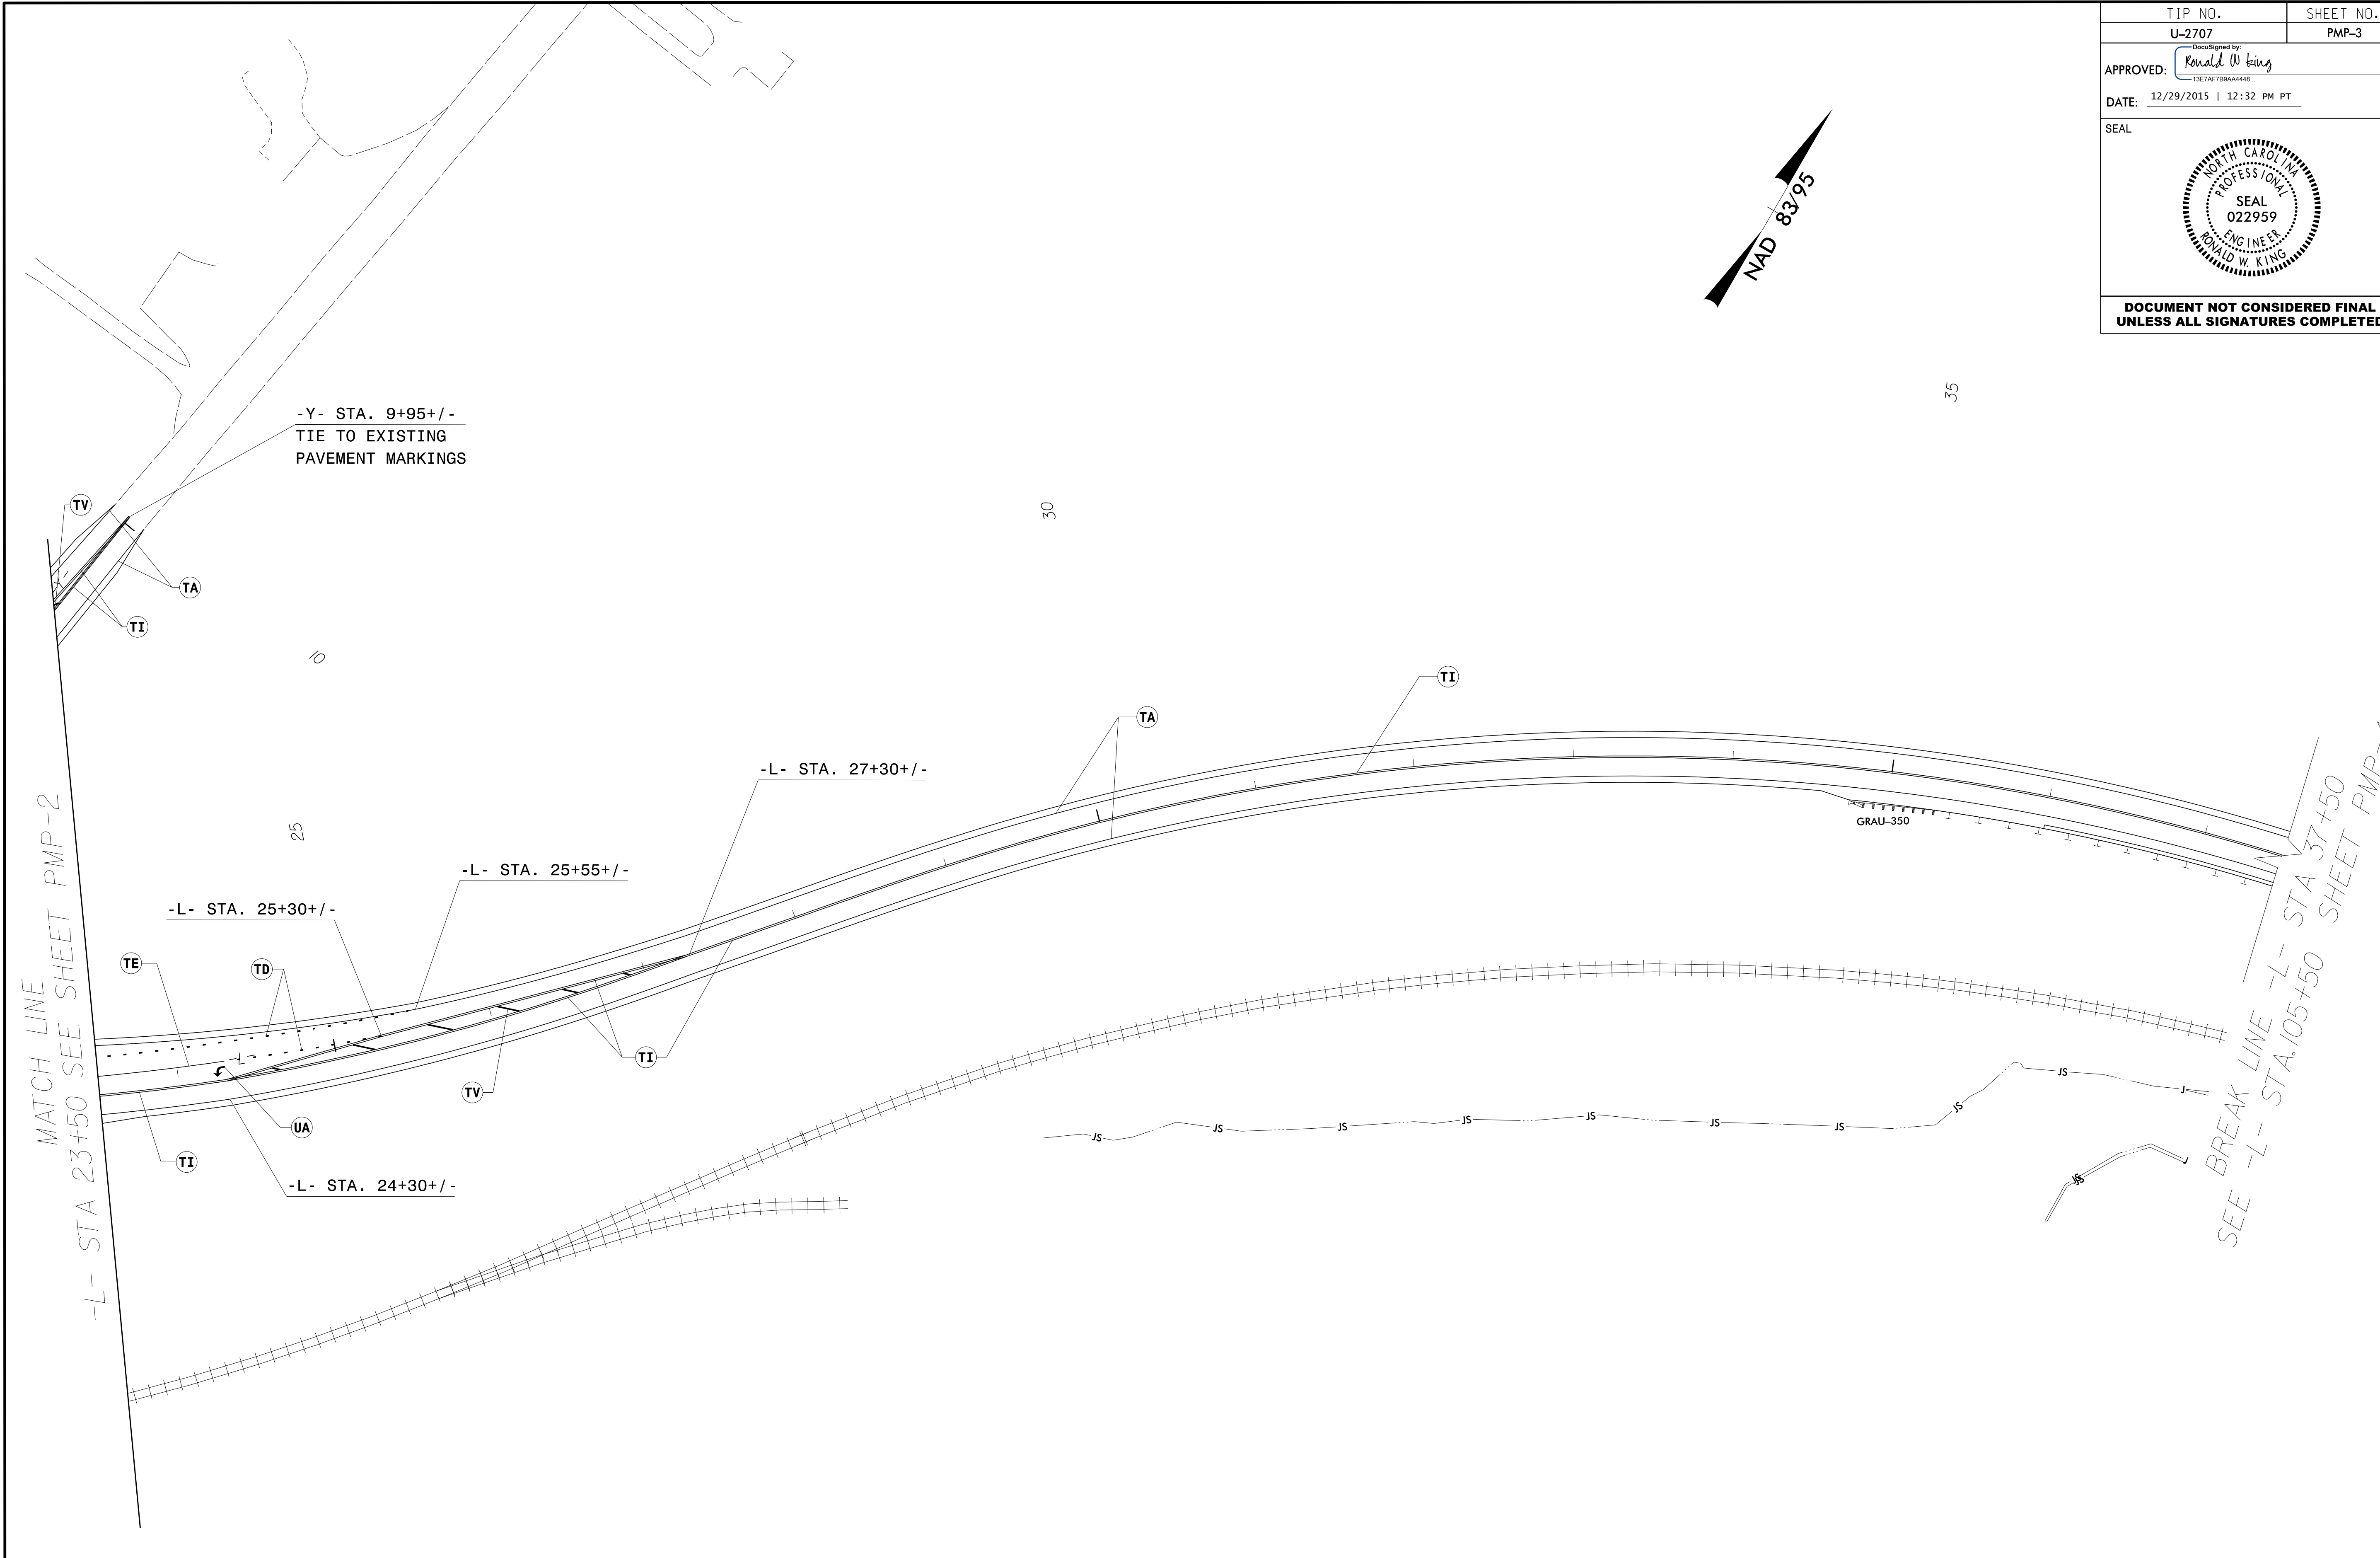 TIP NO.
SHEET NO.
U-2707
PMP-3
DocuSigned by:
Ronald W King
APPROVED:
13E7AF7B9AA4448...
DATE: 12/29/2015 | 12:32 PM PT
SEAL
NORTH CAROLINA
PROFESSIONAL
SEAL
022959
ENGINEER
RONALD W. KING
DOCUMENT NOT CONSIDERED FINAL
UNLESS ALL SIGNATURES COMPLETED
NAD 83/95
35
-Y- STA. 9+95+/-
TIE TO EXISTING
PAVEMENT MARKINGS
TV
30
TA
TI
10
TI
TA
-L- STA. 27+30+/-
GRAU-350
25
-L- STA. 25+55+/-
-L- STA. 25+30+/-
TE
TD
TI
TV
UA
TI
-L- STA. 24+30+/-
MATCH LINE
-L- STA 23+50 SEE SHEET PMP-2
JS
JS
JS
JS
JS
JS
JS
JS
JS
J
JS
JS
J
BREAK LINE -L- STA 37+50
SEE -L- STA.105+50 SHEET PMP-